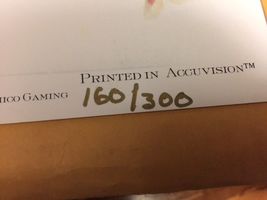 PRINTED IN ACCUVISION™
GAMING 160/300